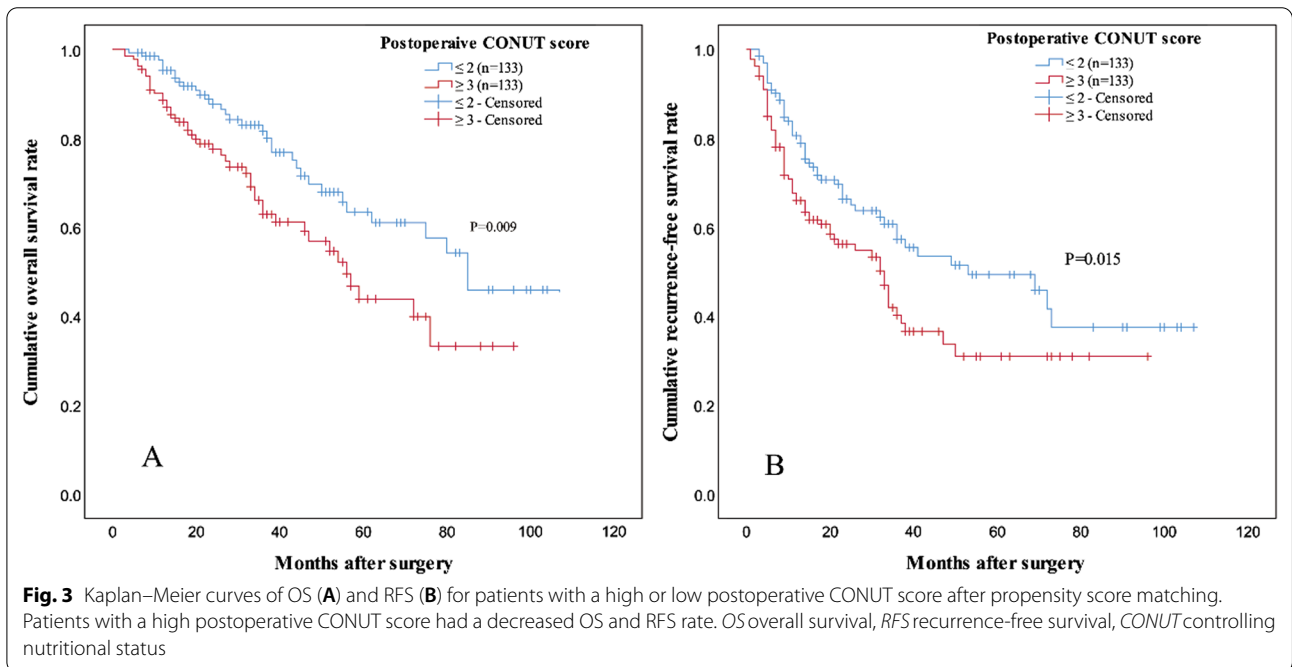 Postoperaive CONUT score
≤ 2 (n=133)
≥ 3 (n=133)
≤ 2 - Censored
≥ 3 - Censored
P=0.009
A
Cumulative overall survival rate
1.0
0.8
0.6
0.4
0.2
0.0
0 20 40 60 80 100 120
Months after surgery
Postoperative CONUT score
≤ 2 (n=133)
≥ 3 (n=133)
≤ 2 - Censored
≥ 3 - Censored
P=0.015
B
Cumulative recurrence-free survival rate
1.0
0.8
0.6
0.4
0.2
0.0
0 20 40 60 80 100 120
Months after surgery
Fig. 3 Kaplan–Meier curves of OS (A) and RFS (B) for patients with a high or low postoperative CONUT score after propensity score matching.
Patients with a high postoperative CONUT score had a decreased OS and RFS rate. OS overall survival, RFS recurrence-free survival, CONUT controlling
nutritional status